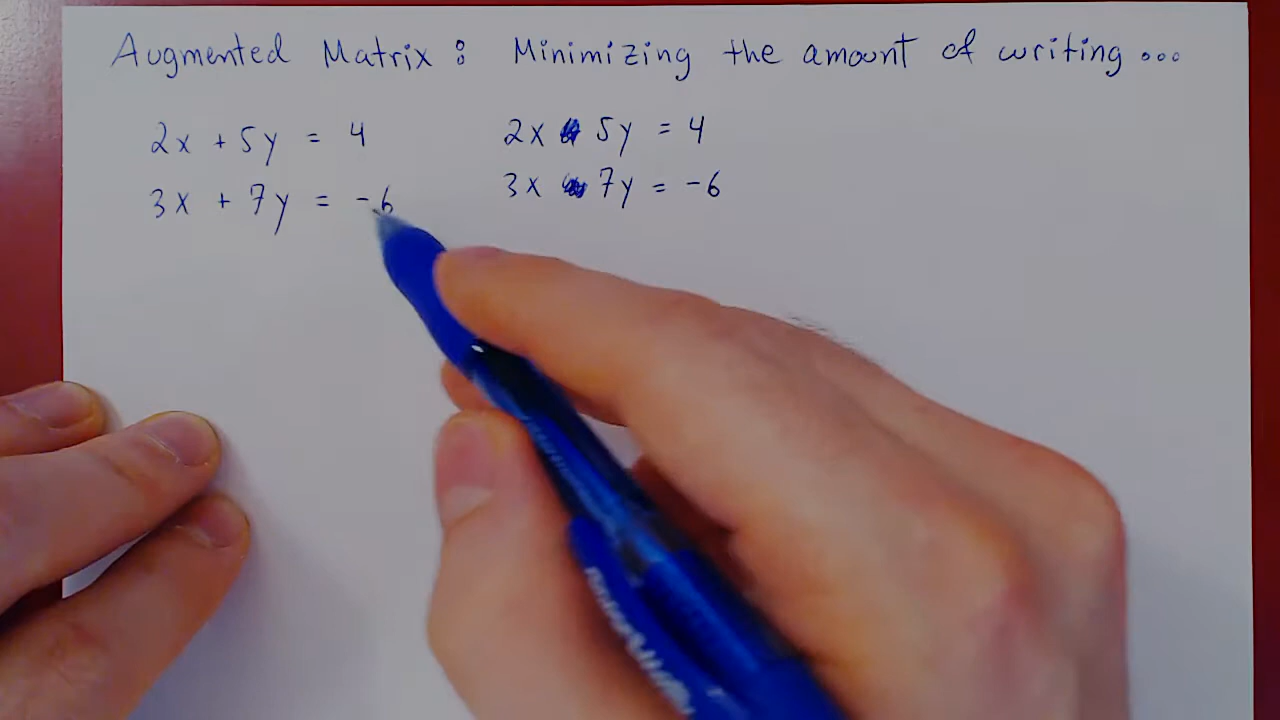 Augmented Matrix: Minimizing the amount of writing...
2x + 5y = 4
3x + 7y = -6
2x 5y = 4
3x 7y = -6